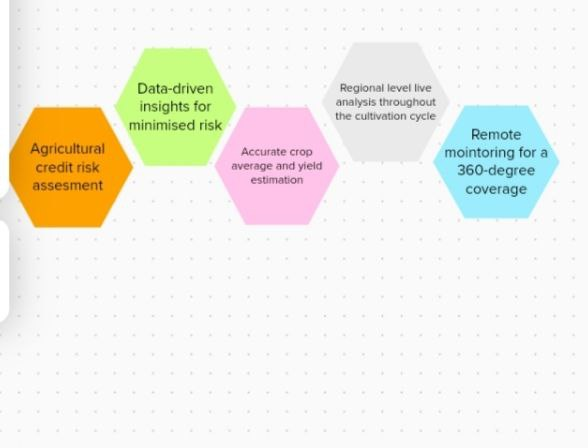 Agricultural
credit risk
assesment
Data-driven
insights for
minimised risk
Accurate crop
average and yield
estimation
Regional level live
analysis throughout
the cultivation cycle
Remote
mointoring for a
360-degree
coverage